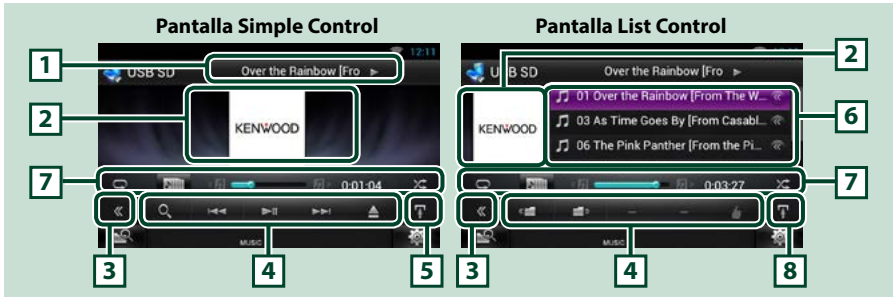 Pantalla Simple Control
12:11
1
USB SD
Over the Rainbow [Fro
2
KENWOOD
7
0:01:04
3
4
5
MUSIC
Pantalla List Control
2
USB SD
Over the Rainbow [Fro
KENWOOD
01 Over the Rainbow [From The W...
03 As Time Goes By [From Casabl...
06 The Pink Panther [From the Pi...
6
0:03:27
7
MUSIC
3
4
8